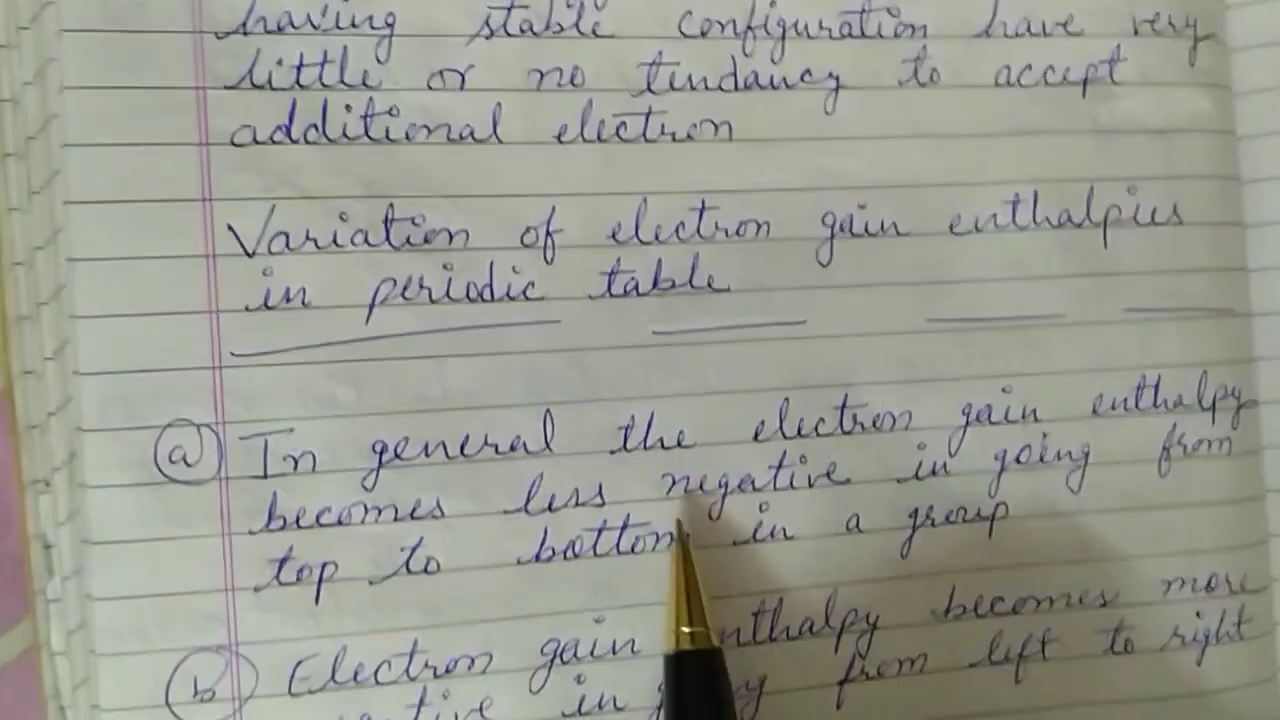 having stable configuration have very
little or no tendancy to accept
additional electron
Variation of electron gain enthalpies
in periodic table
(a) In general the electron gain enthalpy
becomes less negative in going from
top to bottom in a group
(b) Electron gain enthalpy becomes more
in from left to right